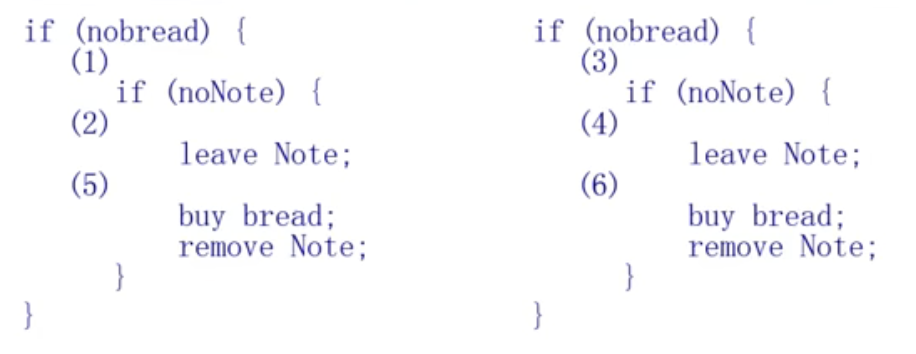 if (nobread) {
(1)
if (noNote) {
(2)
leave Note;
(5)
buy bread;
remove Note;
}
}
if (nobread) {
(3)
if (noNote) {
(4)
leave Note;
(6)
buy bread;
remove Note;
}
}